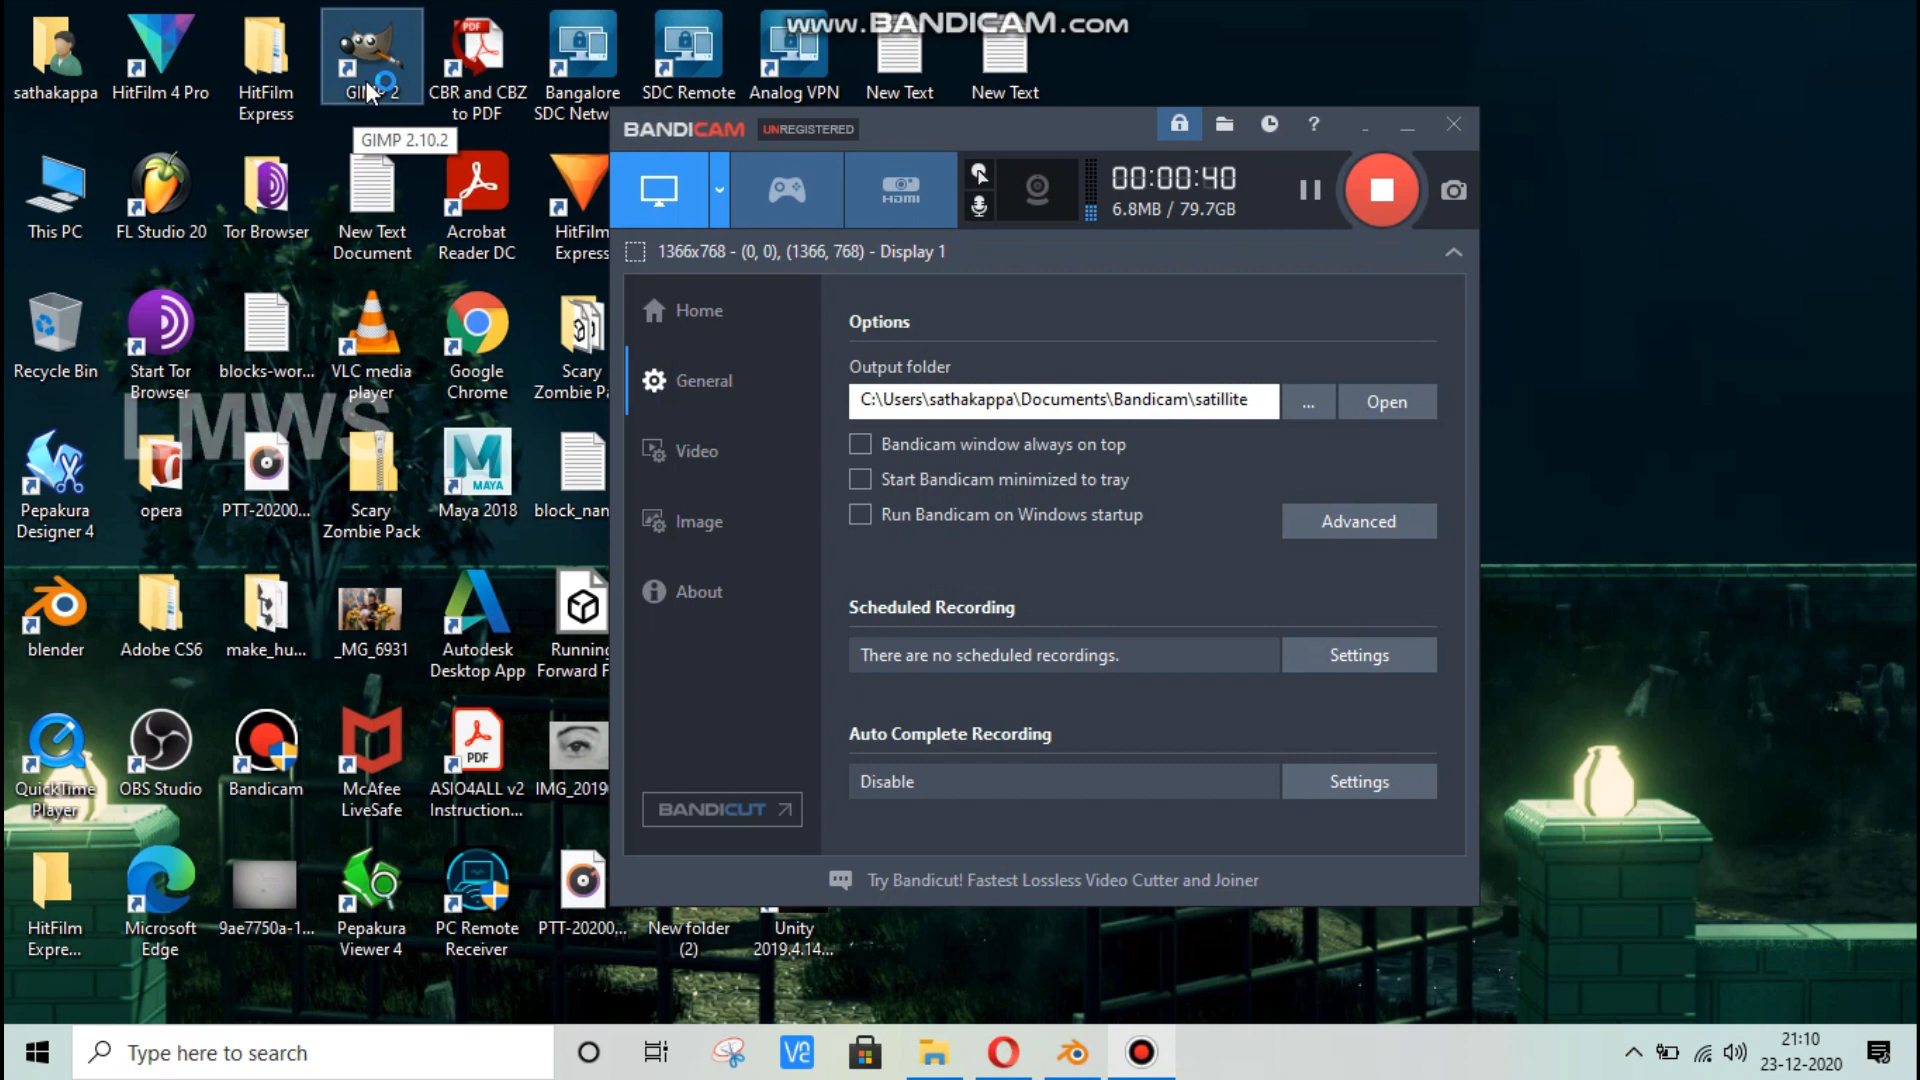 www.BANDICAM.com
sathakappa
HitFilm 4 Pro
HitFilm
Express
GIMP 2
CBR and CBZ
to PDF
Bangalore
SDC Netw
SDC Remote
Analog VPN
New Text
New Text
GIMP 2.10.2
This PC
FL Studio 20
Tor Browser
New Text
Document
Acrobat
Reader DC
HitFilm
Express
Recycle Bin
Start Tor
Browser
blocks-wor...
VLC media
player
Google
Chrome
Scary
Zombie Pa
LMWS
Pepakura
Designer 4
opera
PTT-20200...
Scary
Zombie Pack
MAYA
Maya 2018
block_nan
blender
Adobe CS6
make_hu...
_MG_6931
Autodesk
Desktop App
Running
Forward F
QuickTime
Player
OBS Studio
Bandicam
McAfee
LiveSafe
PDF
ASIO4ALL v2
Instruction...
IMG_2019
HitFilm
Expre...
Microsoft
Edge
9ae7750a-1...
Pepakura
Viewer 4
PC Remote
Receiver
PTT-20200...
New folder
(2)
Unity
2019.4.14...
BANDICAM UNREGISTERED
HDMI
00:00:40
6.8MB / 79.7GB
1366x768 - (0, 0), (1366, 768) - Display 1
Home
General
Video
Image
About
BANDICUT
Options
Output folder
C:\Users\sathakappa\Documents\Bandicam\satillite
...
Open
Bandicam window always on top
Start Bandicam minimized to tray
Run Bandicam on Windows startup
Advanced
Scheduled Recording
There are no scheduled recordings.
Settings
Auto Complete Recording
Disable
Settings
Try Bandicut! Fastest Lossless Video Cutter and Joiner
Type here to search
21:10
23-12-2020